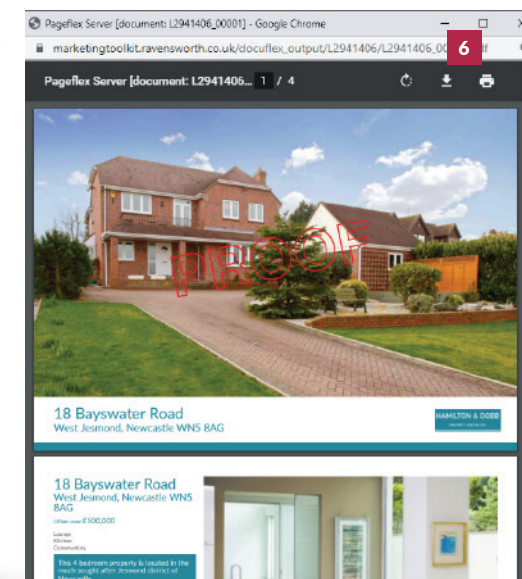 Pageflex Server [document: L2941406_00001] - Google Chrome
marketingtoolkit.ravensworth.co.uk/docuflex_output/L2941406/L2941406_00
6
df
Pageflex Server [document: L2941406... 1 / 4
PROOF
18 Bayswater Road
West Jesmond, Newcastle WN5 8AG
HAMILTON & DOBB
18 Bayswater Road
West Jesmond, Newcastle WN5
8AG
Offers over £500,000
Lounge
Kitchen
Conservatory
This 4 bedroom property is located in the
much sought after Jesmond district of
Newcastle